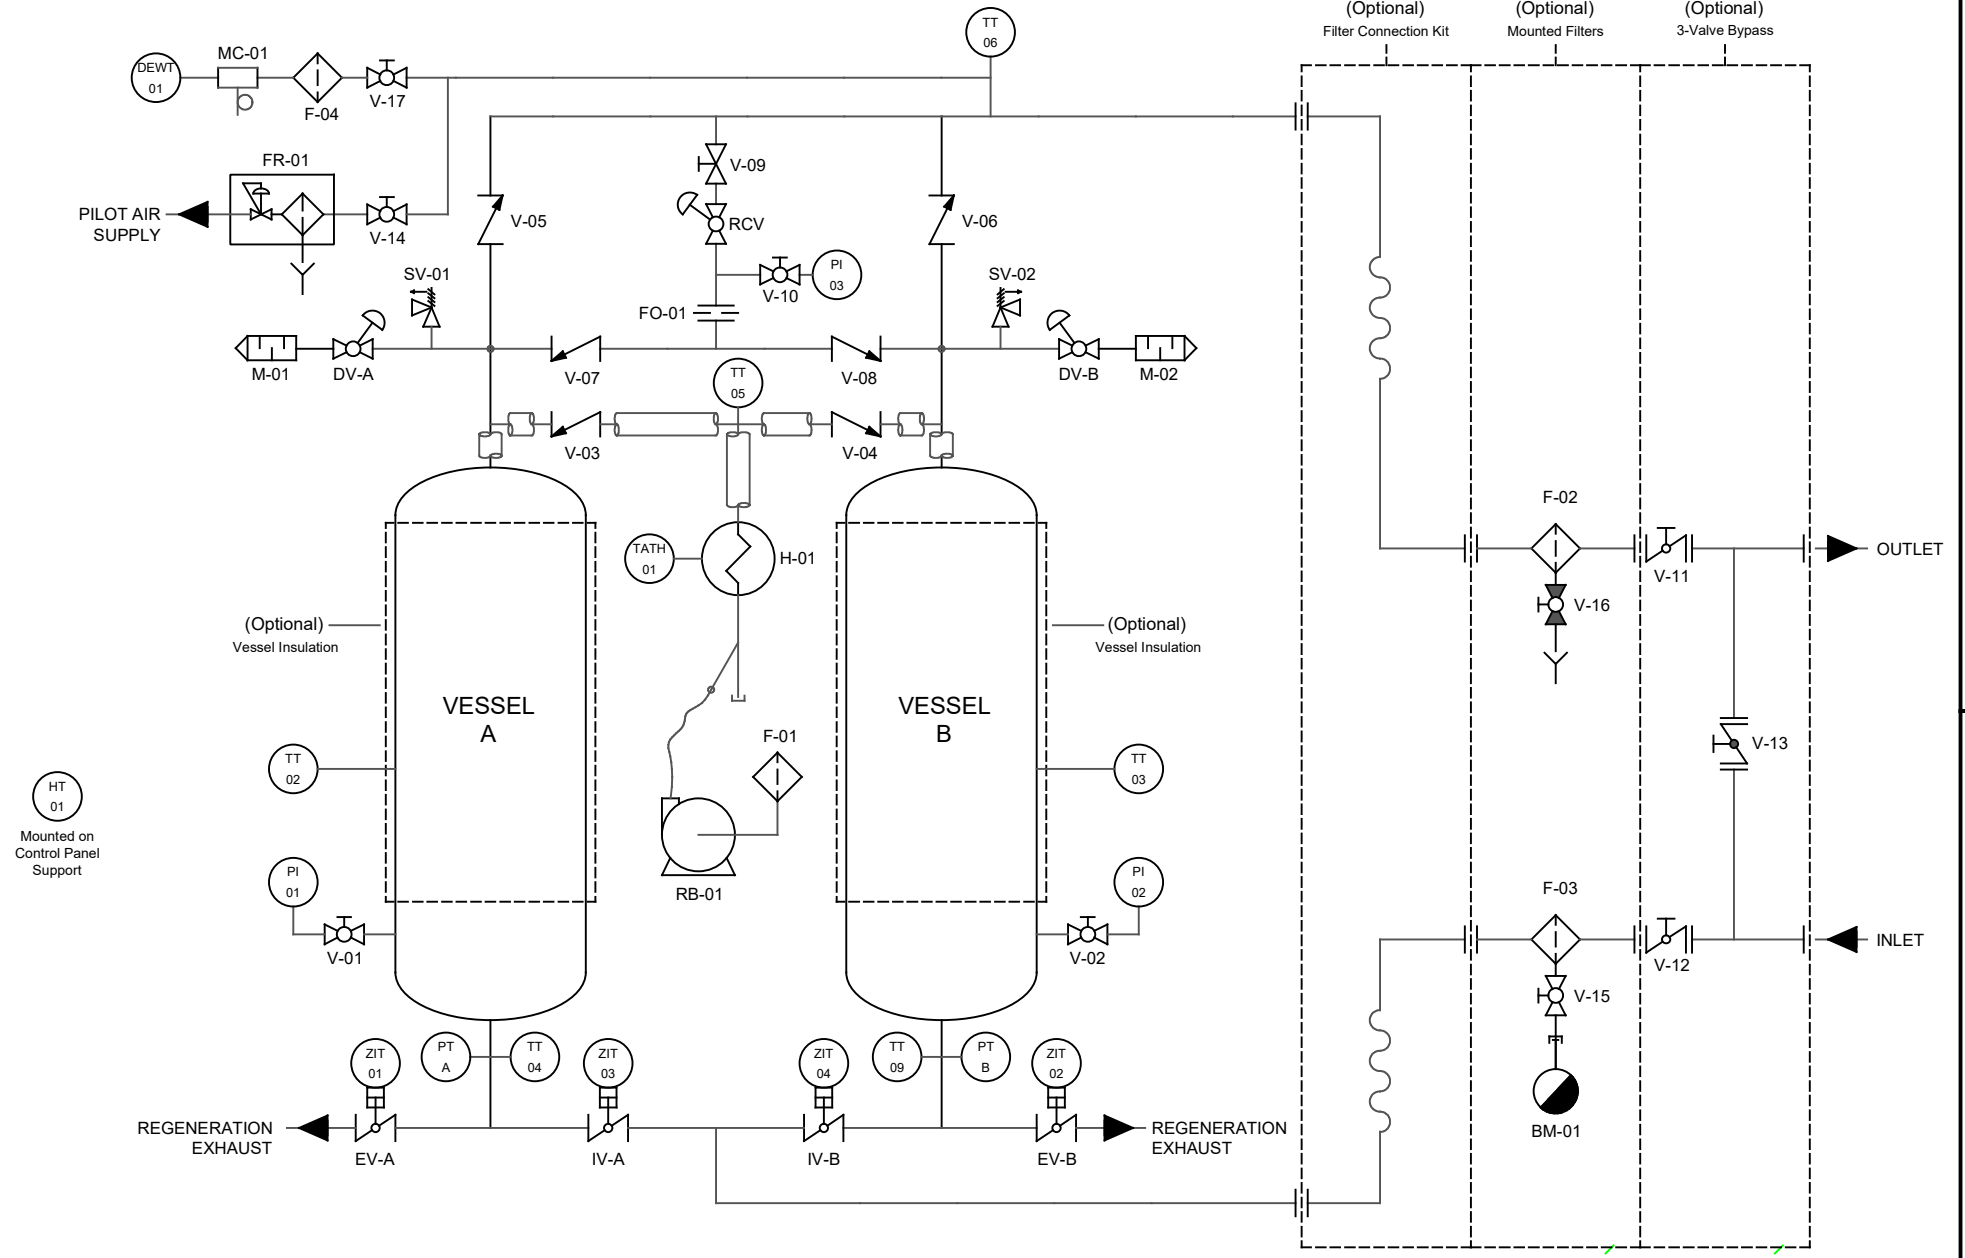 (Optional)
Filter Connection Kit
(Optional)
Mounted Filters
(Optional)
3-Valve Bypass
TT
06
DEWT
01
MC-01
F-04
V-17
FR-01
PILOT AIR
SUPPLY
V-14
V-05
V-09
RCV
V-06
SV-01
V-10
PI
03
SV-02
FO-01
M-01
DV-A
V-07
TT
05
V-08
DV-B
M-02
V-03
V-04
F-02
TATH
01
H-01
OUTLET
V-11
V-16
(Optional)
Vessel Insulation
(Optional)
Vessel Insulation
VESSEL
A
VESSEL
B
F-01
V-13
TT
02
TT
03
HT
01
Mounted on
Control Panel
Support
PI
01
RB-01
PI
02
F-03
V-01
V-02
INLET
V-12
V-15
ZIT
01
PT
A
TT
04
ZIT
03
ZIT
04
TT
09
PT
B
ZIT
02
BM-01
REGENERATION
EXHAUST
EV-A
IV-A
IV-B
EV-B
REGENERATION
EXHAUST